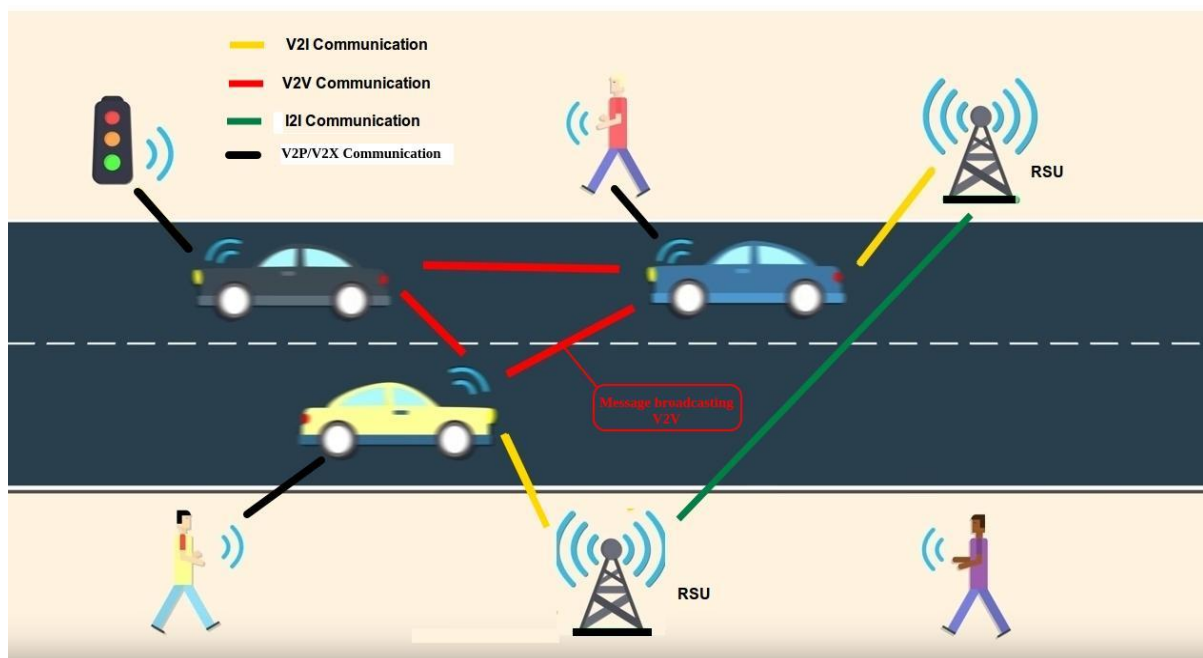 V2I Communication
V2V Communication
I2I Communication
V2P/V2X Communication
RSU
Message broadcasting
V2V
RSU